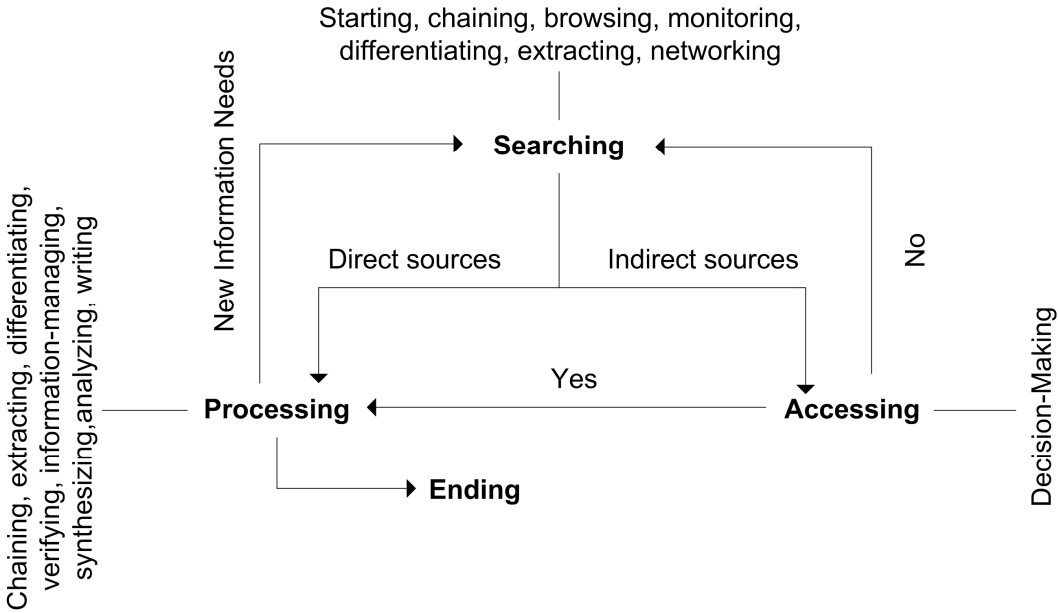 Starting, chaining, browsing, monitoring,
differentiating, extracting, networking
New Information Needs
Searching
Direct sources
Indirect sources
No
Chaining, extracting, differentiating,
verifying, information-managing,
synthesizing,analyzing, writing
Yes
Processing
Accessing
Decision-Making
Ending